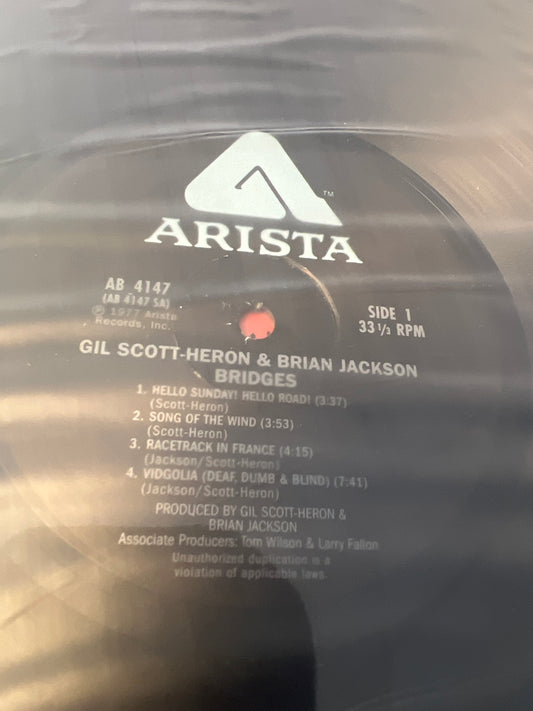 ™
ARISTA
AB 4147
(AB 4147 SA)
℗ 1977 Arista
Records, Inc.
SIDE 1
33 1/3 RPM
GIL SCOTT-HERON & BRIAN JACKSON
BRIDGES
1. HELLO SUNDAY! HELLO ROAD! (3:37)
(Scott-Heron)
2. SONG OF THE WIND (3:53)
(Scott-Heron)
3. RACETRACK IN FRANCE (4:15)
(Jackson/Scott-Heron)
4. VIDGOLIA (DEAF, DUMB & BLIND) (7:41)
(Jackson/Scott-Heron)
PRODUCED BY GIL SCOTT-HERON &
BRIAN JACKSON
Associate Producers: Tom Wilson & Larry Fallon
Unauthorized duplication is a
violation of applicable laws.